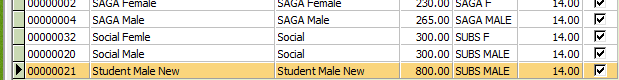 00000002 SAGA Female SAGA Female 230.00 SAGA F 14.00
00000004 SAGA Male SAGA Male 265.00 SAGA MALE 14.00
00000032 Social Femle Social 300.00 SUBS F 14.00
00000020 Social Male Social 300.00 SUBS MALE 14.00
00000021 Student Male New Student Male New 800.00 SUBS MALE 14.00